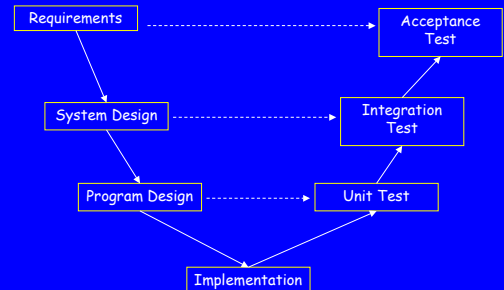 Requirements
Acceptance
Test
System Design
Integration
Test
Program Design
Unit Test
Implementation